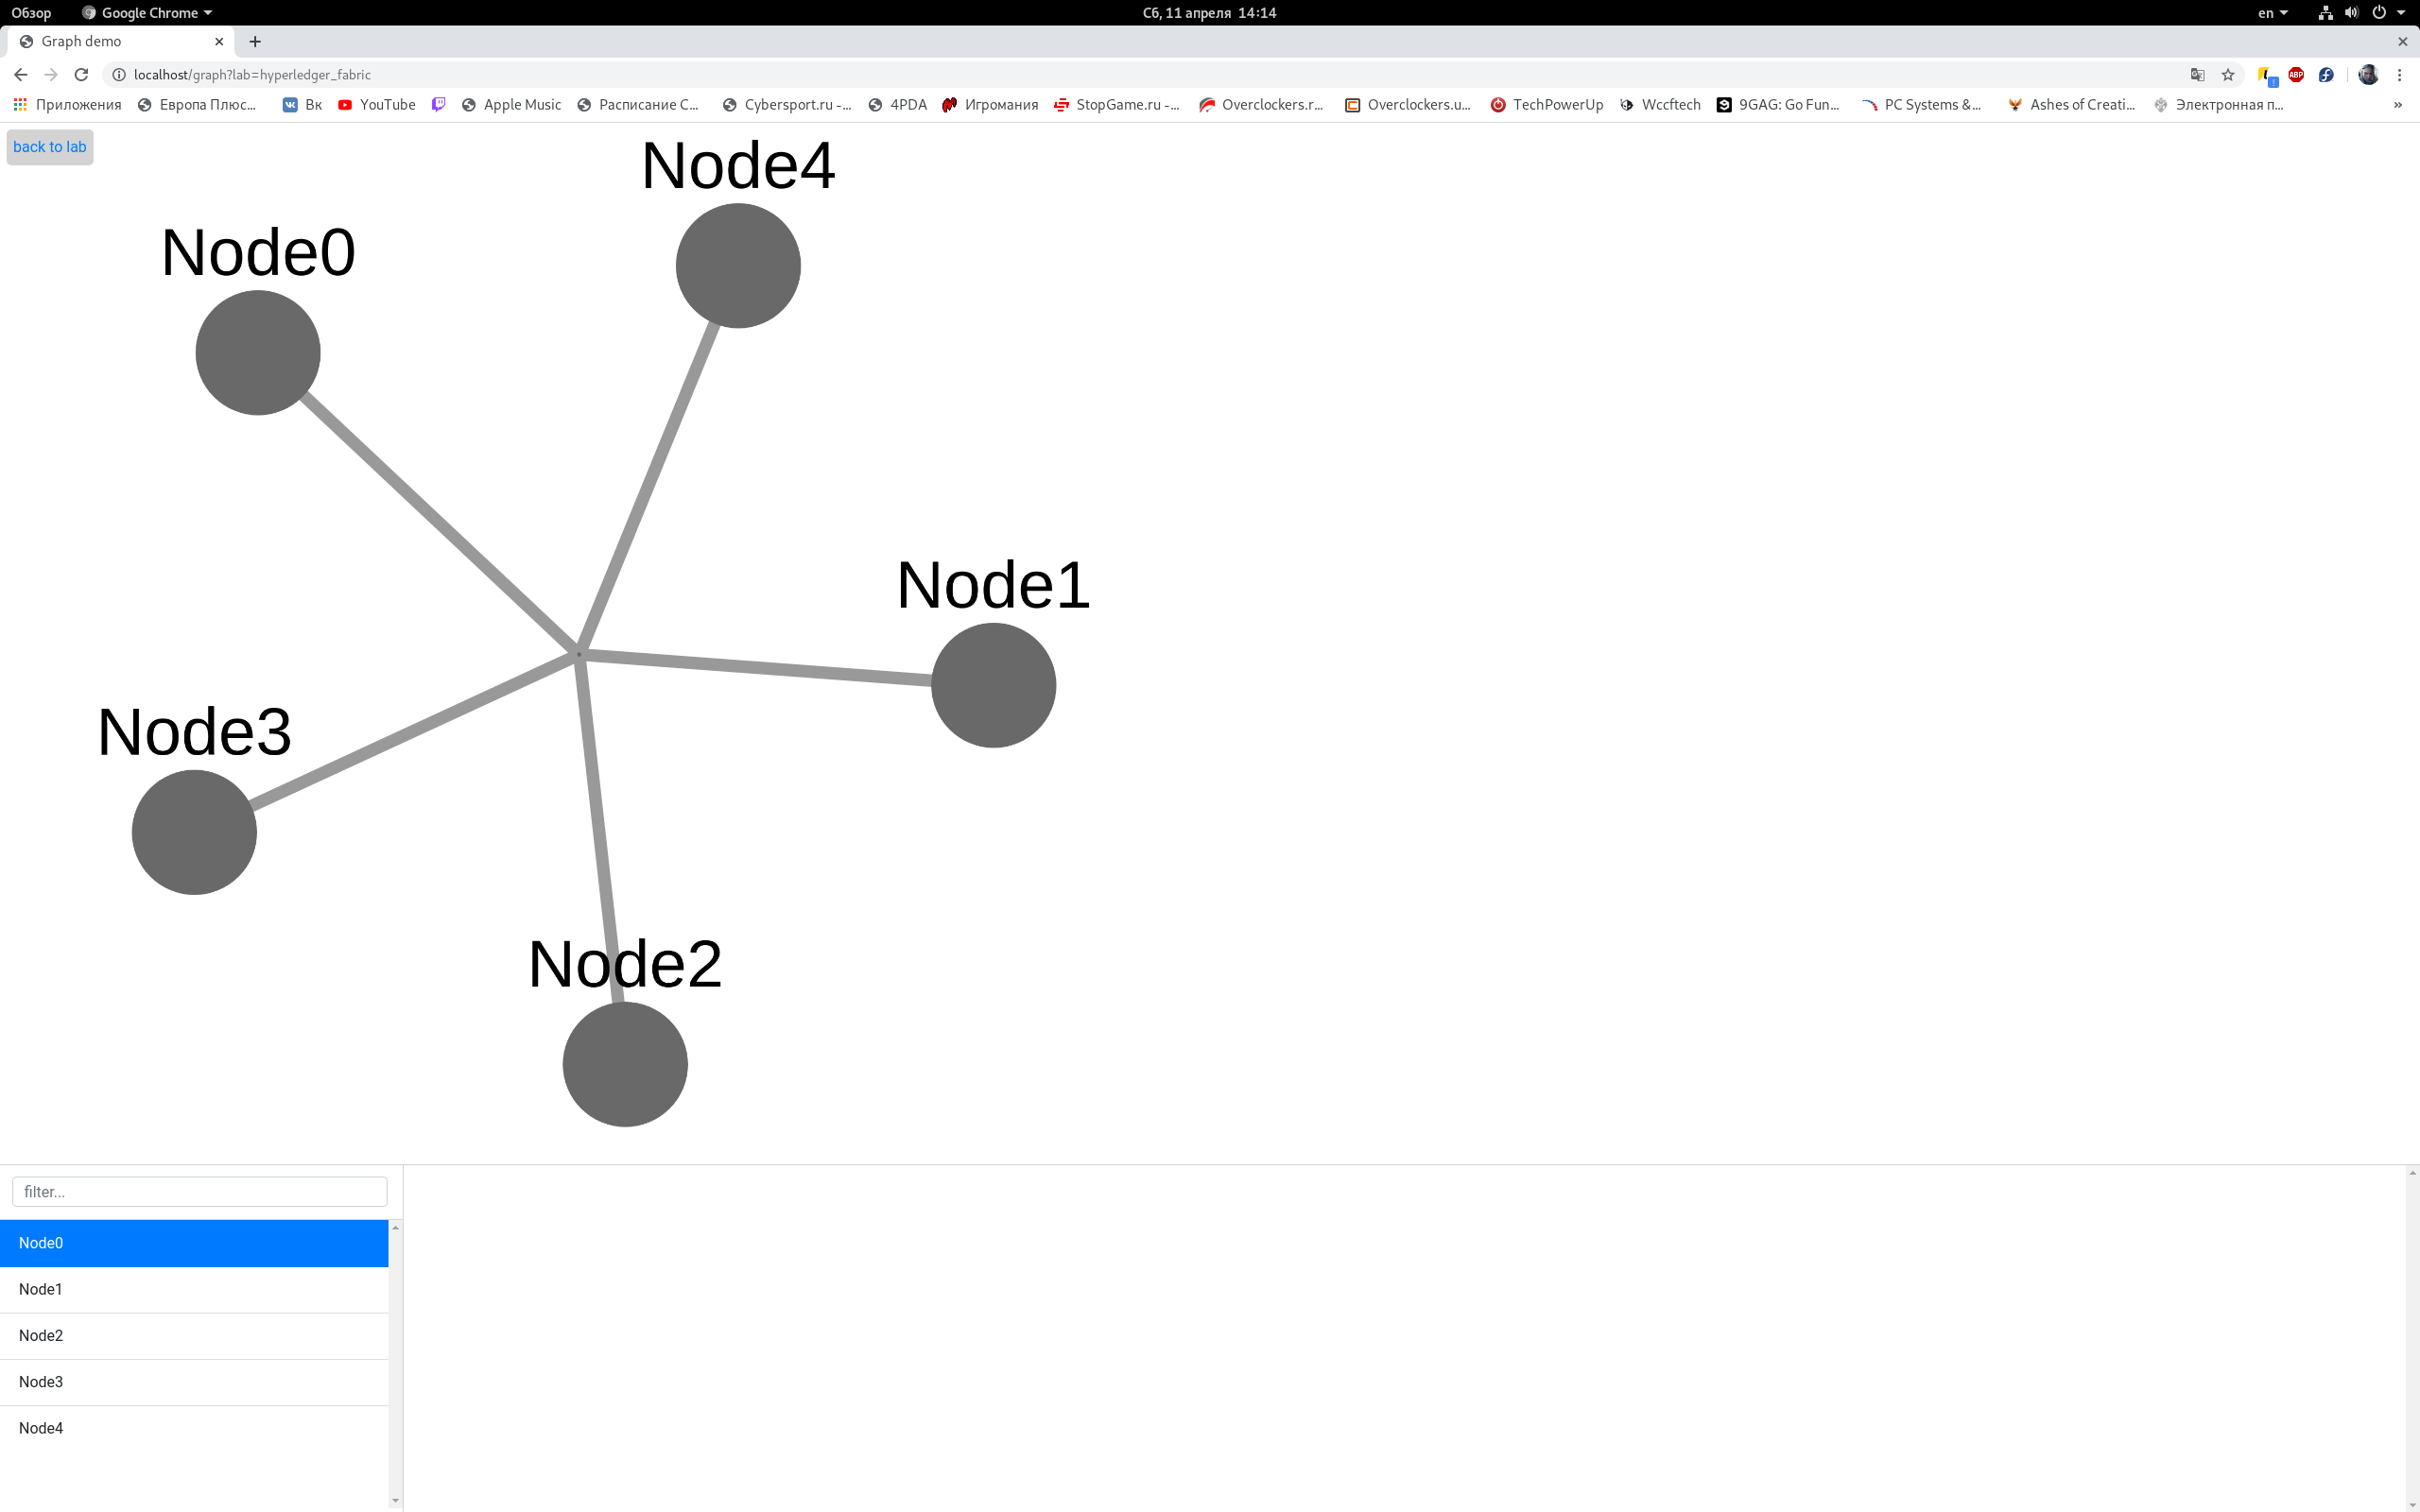 Обзор Google Chrome Сб, 11 апреля 14:14 en
Graph demo
localhost/graph?lab=hyperledger_fabric
Приложения Европа Плюс... Вк YouTube Apple Music Расписание С... Cybersport.ru -... 4PDA Игромания StopGame.ru -... Overclockers.r... Overclockers.u... TechPowerUp Wccftech 9GAG: Go Fun... PC Systems &... Ashes of Creati... Электронная п... »
back to lab
Node4
Node0
Node1
Node3
Node2
filter...
Node0
Node1
Node2
Node3
Node4